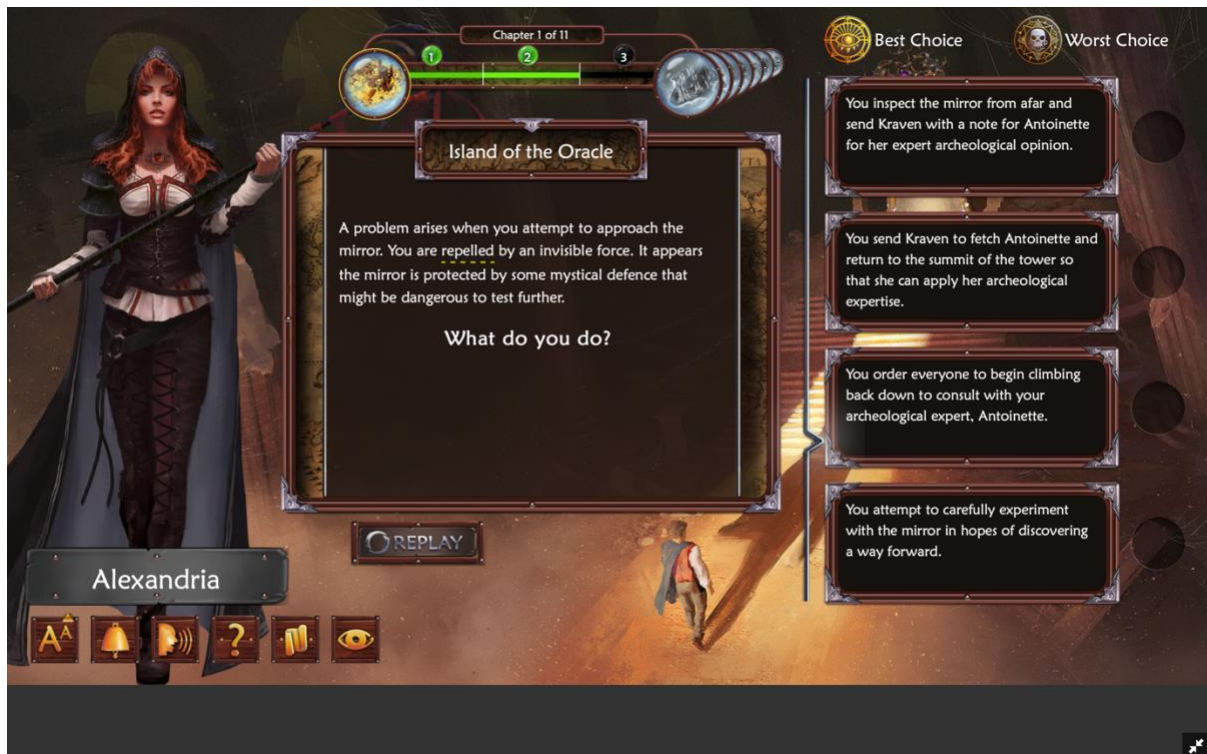 Chapter 1 of 11
1
2
3
Best Choice
Worst Choice
Island of the Oracle
A problem arises when you attempt to approach the
mirror. You are repelled by an invisible force. It appears
the mirror is protected by some mystical defence that
might be dangerous to test further.
What do you do?
REPLAY
You inspect the mirror from afar and
send Kraven with a note for Antoinette
for her expert archeological opinion.
You send Kraven to fetch Antoinette and
return to the summit of the tower so
that she can apply her archeological
expertise.
You order everyone to begin climbing
back down to consult with your
archeological expert, Antoinette.
You attempt to carefully experiment
with the mirror in hopes of discovering
a way forward.
Alexandria
AA
?